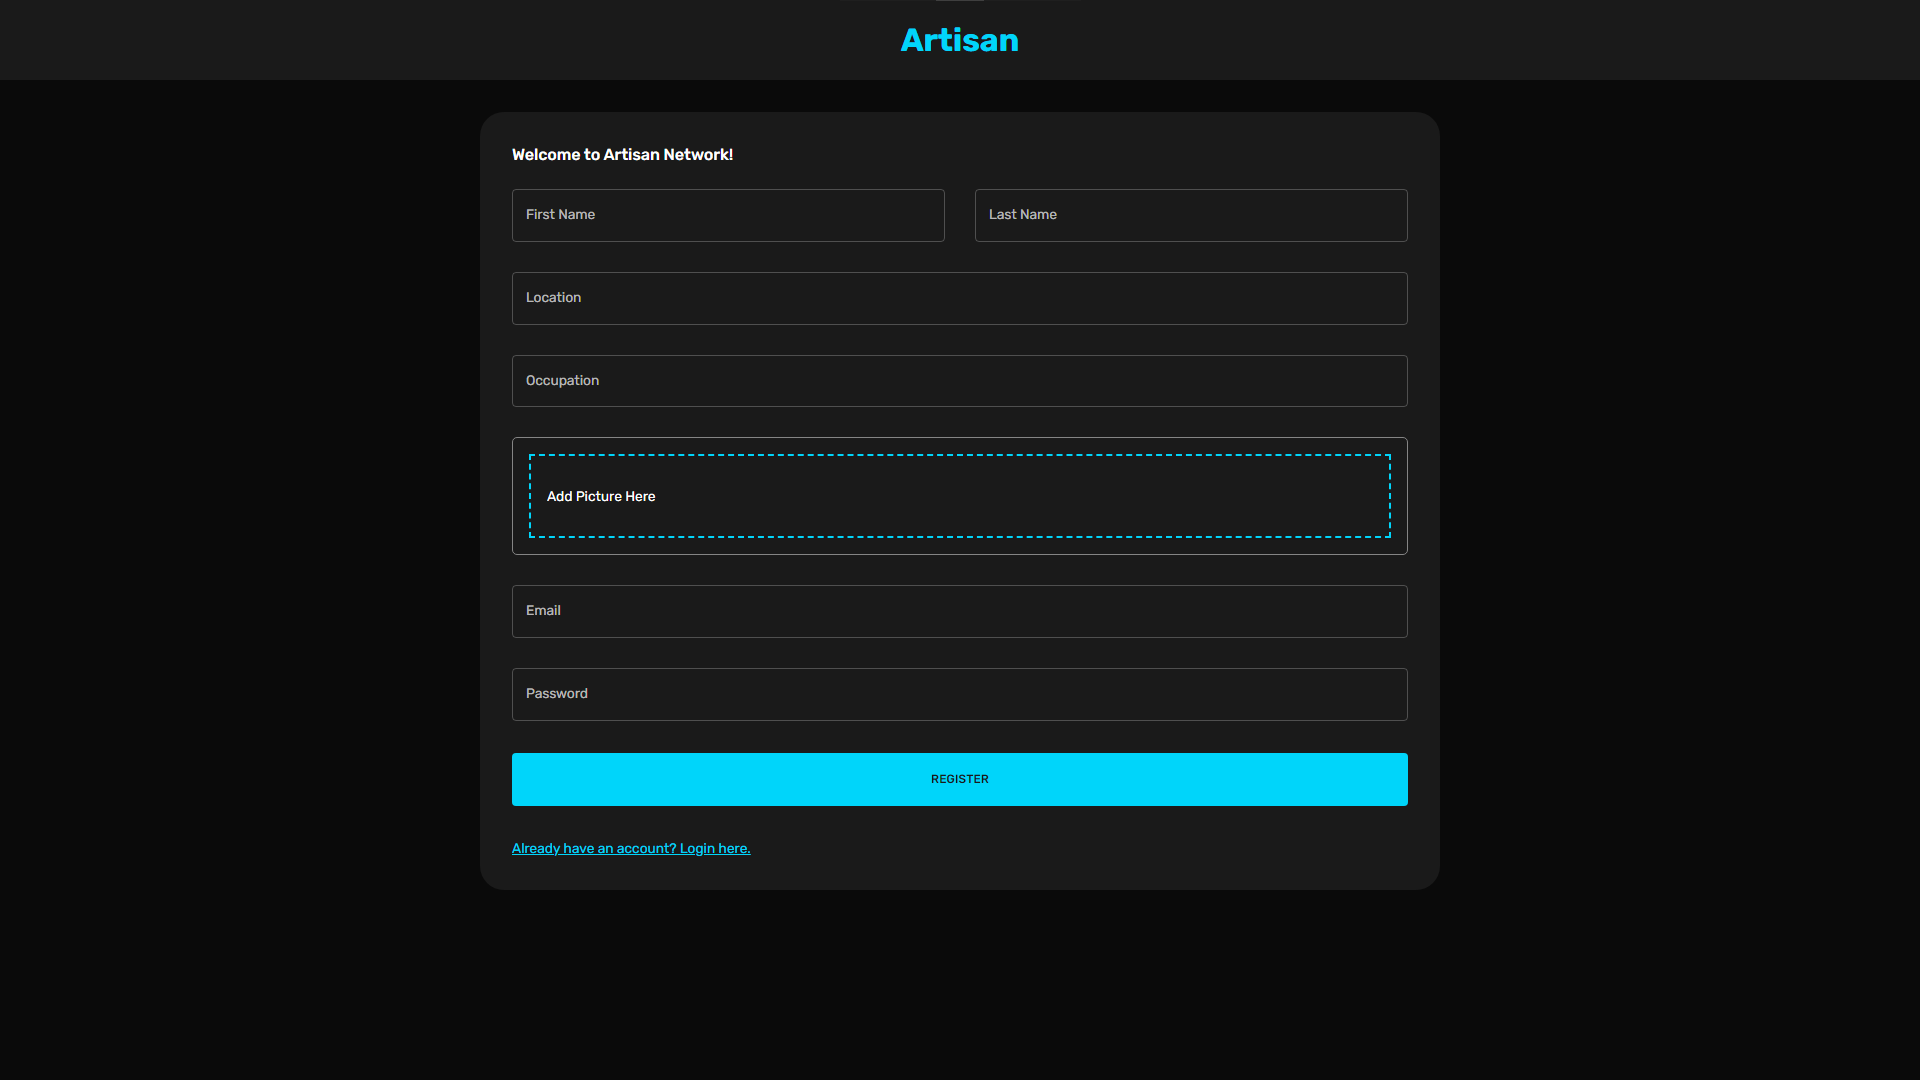 Artisan
Welcome to Artisan Network!
First Name
Last Name
Location
Occupation
Add Picture Here
Email
Password
REGISTER
Already have an account? Login here.